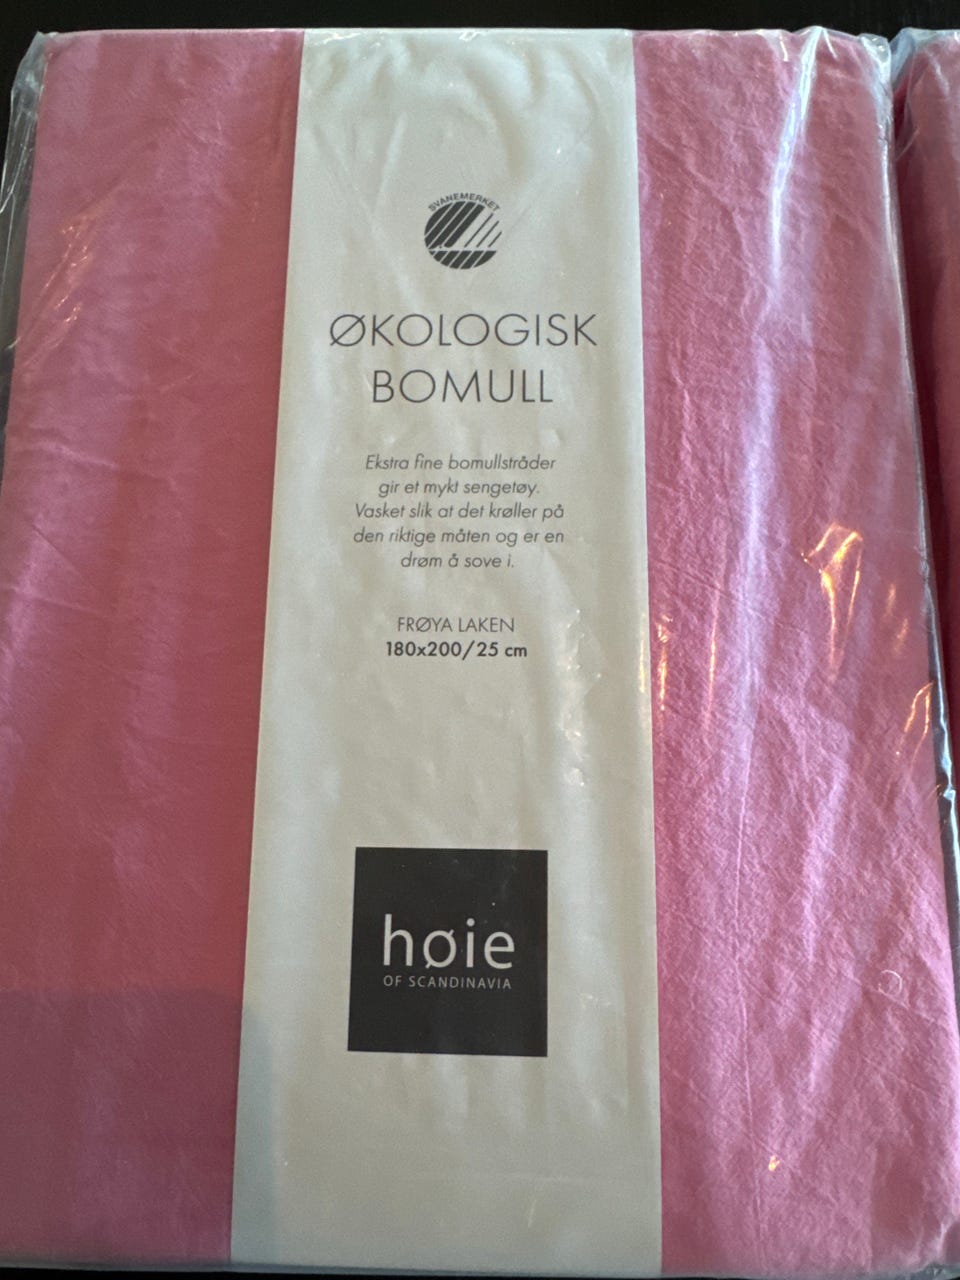 SVANEMERKET
ØKOLOGISK
BOMULL
Ekstra fine bomullstråder
gir et mykt sengetøy.
Vasket slik at det krøller på
den riktige måten og er en
drøm å sove i.
FRØYA LAKEN
180x200/25 cm
høie
OF SCANDINAVIA